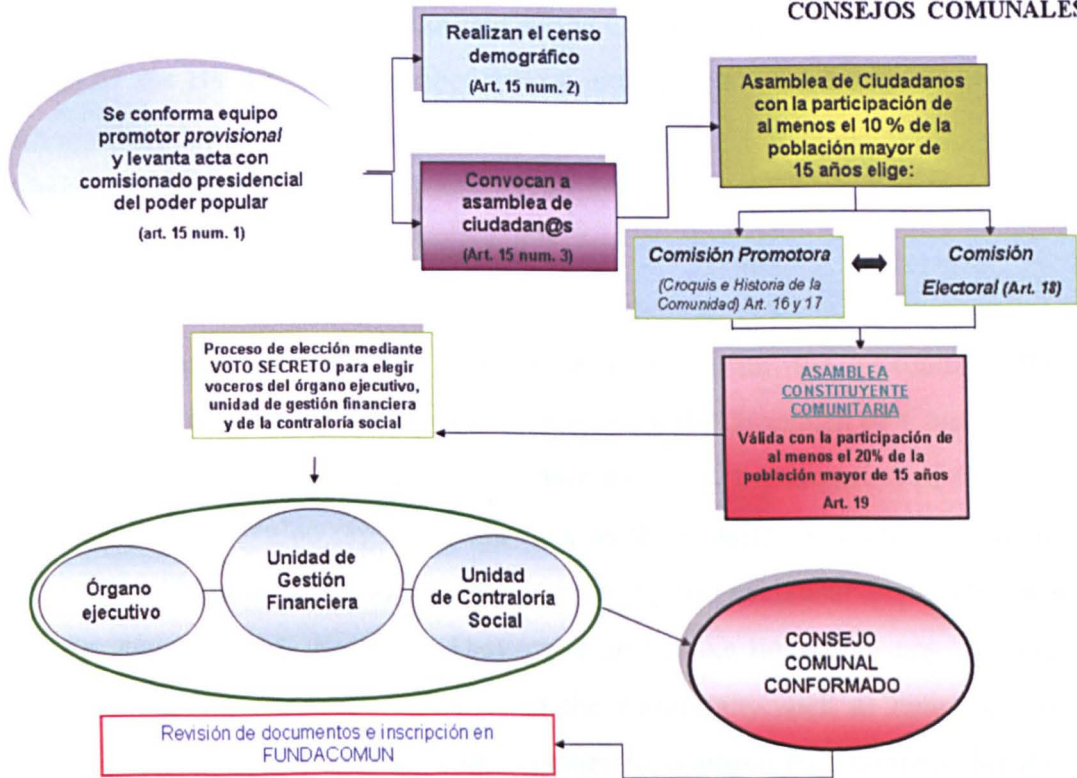 CONSEJOS COMUNALES
Se conforma equipo
promotor provisional
y levanta acta con
comisionado presidencial
del poder popular
(art. 15 num. 1)
Realizan el censo
demográfico
(Art. 15 num. 2)
Convocan a
asamblea de
ciudadan@s
(Art. 15 num. 3)
Asamblea de Ciudadanos
con la participación de
al menos el 10 % de la
población mayor de
15 años elige:
Comisión Promotora
(Croquis e Historia de la
Comunidad) Art. 16 y 17
Comisión
Electoral (Art. 18)
ASAMBLEA
CONSTITUYENTE
COMUNITARIA
Válida con la participación de
al menos el 20% de la
población mayor de 15 años
Art. 19
Proceso de elección mediante
VOTO SECRETO para elegir
voceros del órgano ejecutivo,
unidad de gestión financiera
y de la contraloría social
Órgano
ejecutivo
Unidad de
Gestión
Financiera
Unidad
de Contraloría
Social
CONSEJO
COMUNAL
CONFORMADO
Revisión de documentos e inscripción en
FUNDACOMUN